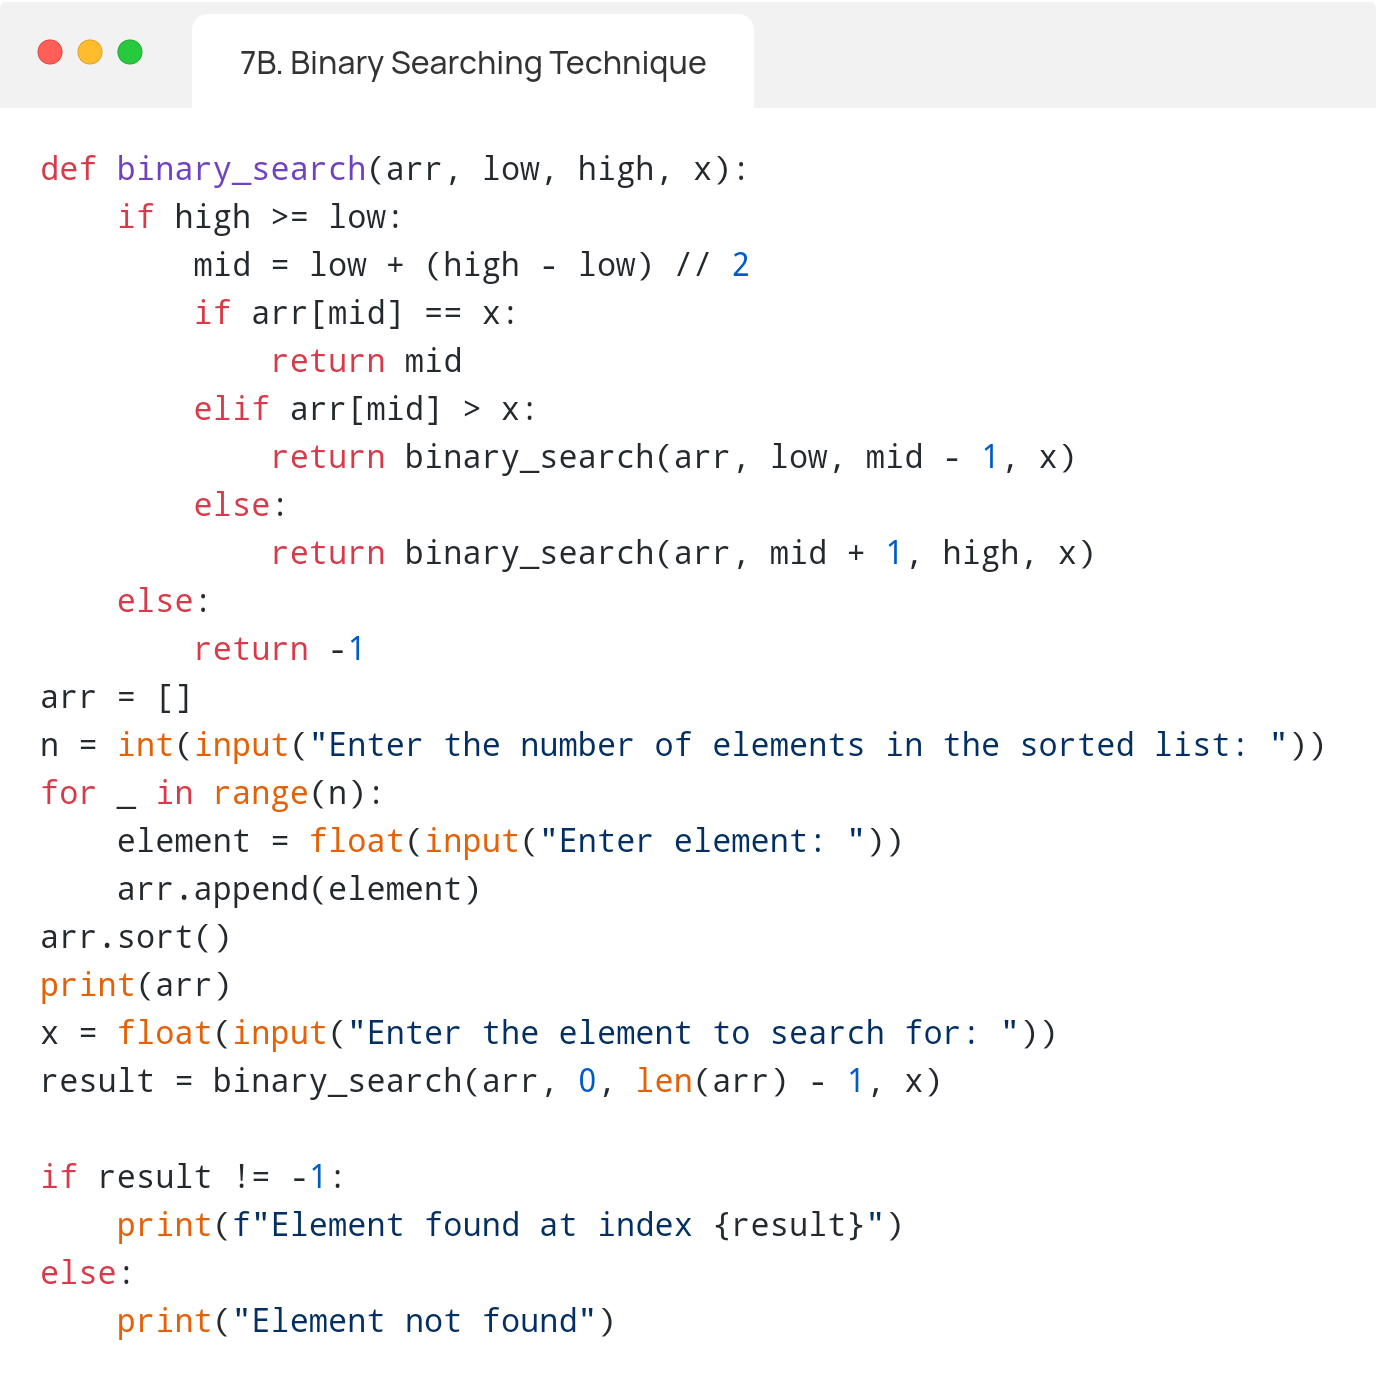 7B. Binary Searching Technique
def binary_search(arr, low, high, x):
    if high >= low:
        mid = low + (high - low) // 2
        if arr[mid] == x:
            return mid
        elif arr[mid] > x:
            return binary_search(arr, low, mid - 1, x)
        else:
            return binary_search(arr, mid + 1, high, x)
    else:
        return -1
arr = []
n = int(input("Enter the number of elements in the sorted list: "))
for _ in range(n):
    element = float(input("Enter element: "))
    arr.append(element)
arr.sort()
print(arr)
x = float(input("Enter the element to search for: "))
result = binary_search(arr, 0, len(arr) - 1, x)

if result != -1:
    print(f"Element found at index {result}")
else:
    print("Element not found")